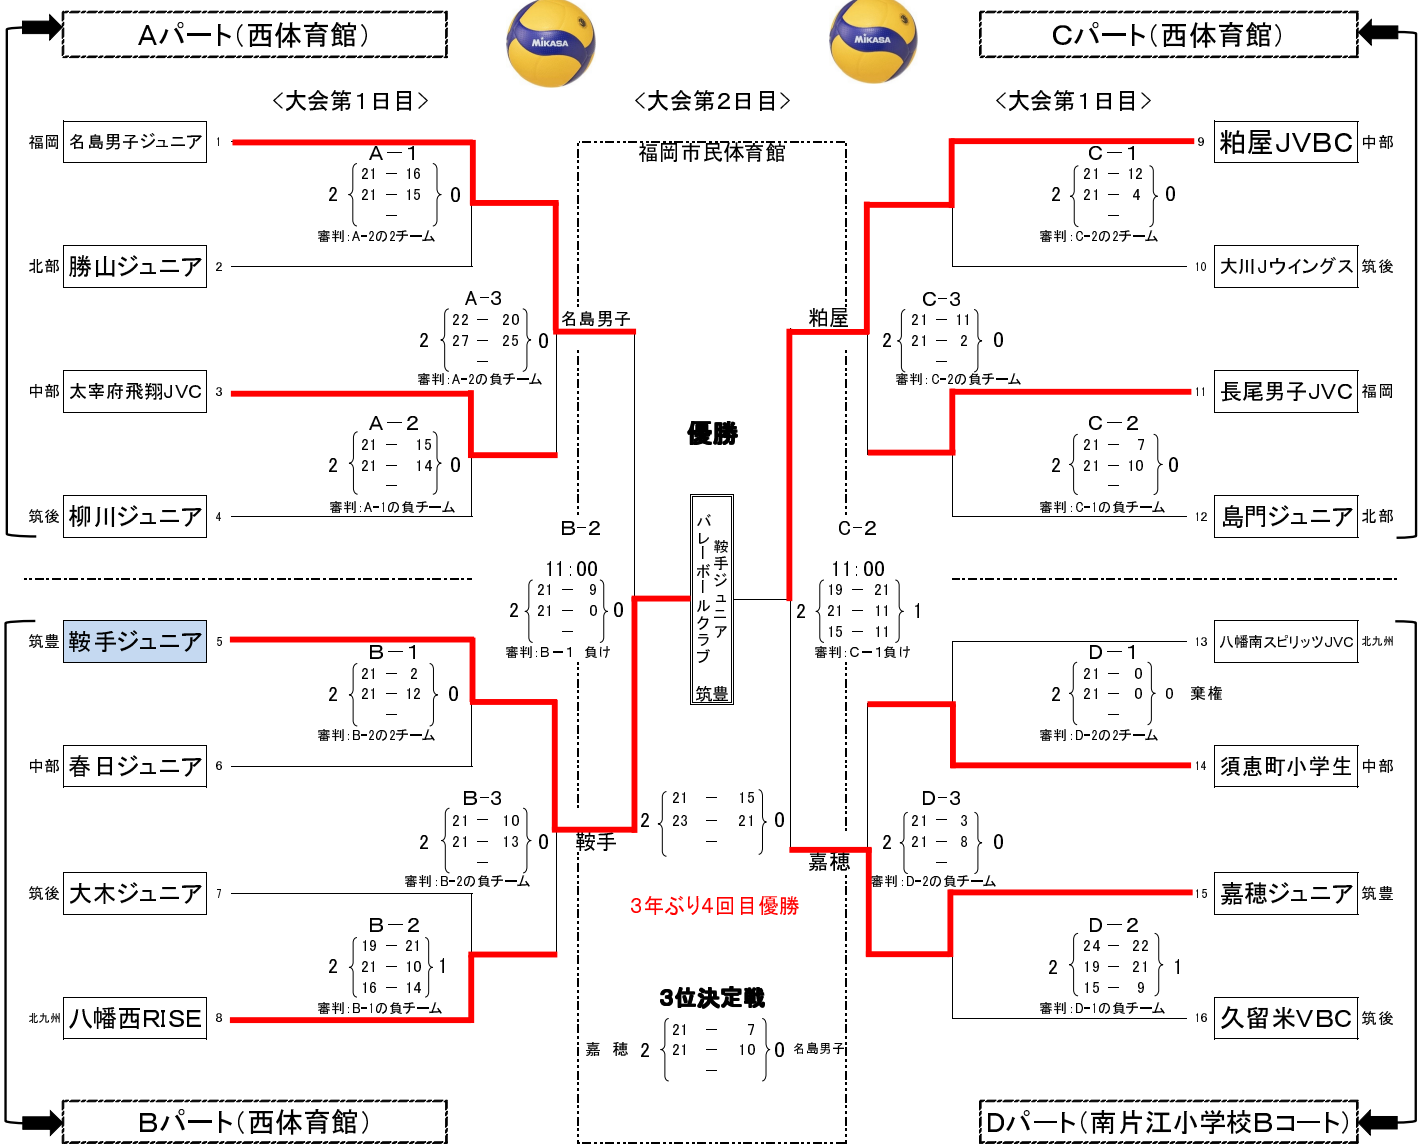 Aパート(西体育館)
MIKASA
MIKASA
Cパート(西体育館)
<大会第1日目>
<大会第2日目>
<大会第1日目>
福岡市民体育館
福岡 名島男子ジュニア 1
A-1
2 21 - 16 0
21 - 15
-
審判:A-2の2チーム
北部 勝山ジュニア 2
A-3
2 22 - 20 0
27 - 25
-
審判:A-2の負チーム
名島男子
中部 太宰府飛翔JVC 3
A-2
2 21 - 15 0
21 - 14
-
審判:A-1の負チーム
筑後 柳川ジュニア 4
B-2
11:00
2 21 - 9 0
21 - 0
-
審判:B-1 負け
筑豊 鞍手ジュニア 5
B-1
2 21 - 2 0
21 - 12
-
審判:B-2の2チーム
中部 春日ジュニア 6
B-3
2 21 - 10 0
21 - 13
-
審判:B-2の負チーム
鞍手
筑後 大木ジュニア 7
B-2
2 19 - 21 1
21 - 10
16 - 14
審判:B-1の負チーム
北九州 八幡西RISE 8
Bパート(西体育館)
優勝
鞍手ジュニア
バレーボールクラブ
筑豊
2 21 - 15 0
23 - 21
-
3年ぶり4回目優勝
3位決定戦
嘉穂 2 21 - 7 0 名島男子
21 - 10
-
9 粕屋JVBC 中部
C-1
2 21 - 12 0
21 - 4
-
審判:C-2の2チーム
10 大川Jウイングス 筑後
粕屋
C-3
2 21 - 11 0
21 - 2
-
審判:C-2の負チーム
11 長尾男子JVC 福岡
C-2
2 21 - 7 0
21 - 10
-
審判:C-1の負チーム
12 島門ジュニア 北部
C-2
11:00
2 19 - 21 1
21 - 11
15 - 11
審判:C-1負け
13 八幡南スピリッツJVC 北九州
D-1
2 21 - 0 0 棄権
21 - 0
-
審判:D-2の2チーム
14 須恵町小学生 中部
嘉穂
D-3
2 21 - 3 0
21 - 8
-
審判:D-2の負チーム
15 嘉穂ジュニア 筑豊
D-2
2 24 - 22 1
19 - 21
15 - 9
審判:D-1の負チーム
16 久留米VBC 筑後
Dパート(南片江小学校Bコート)